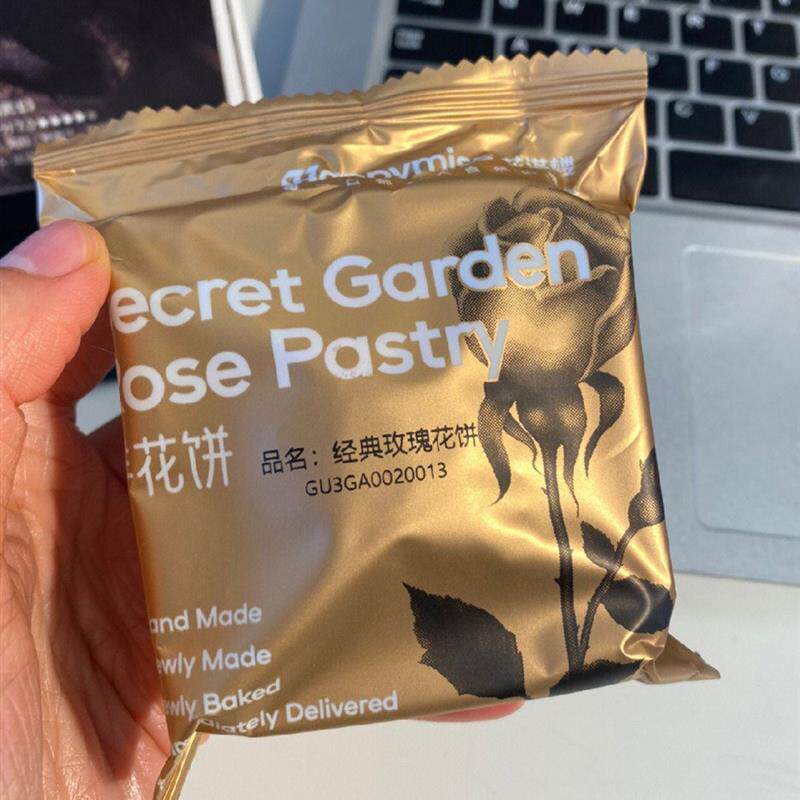 ecret Garden
ose Pastry
花饼
品名：经典玫瑰花饼
GU3GA0020013
and Made
ewly Made
ewly Baked
diately Delivered